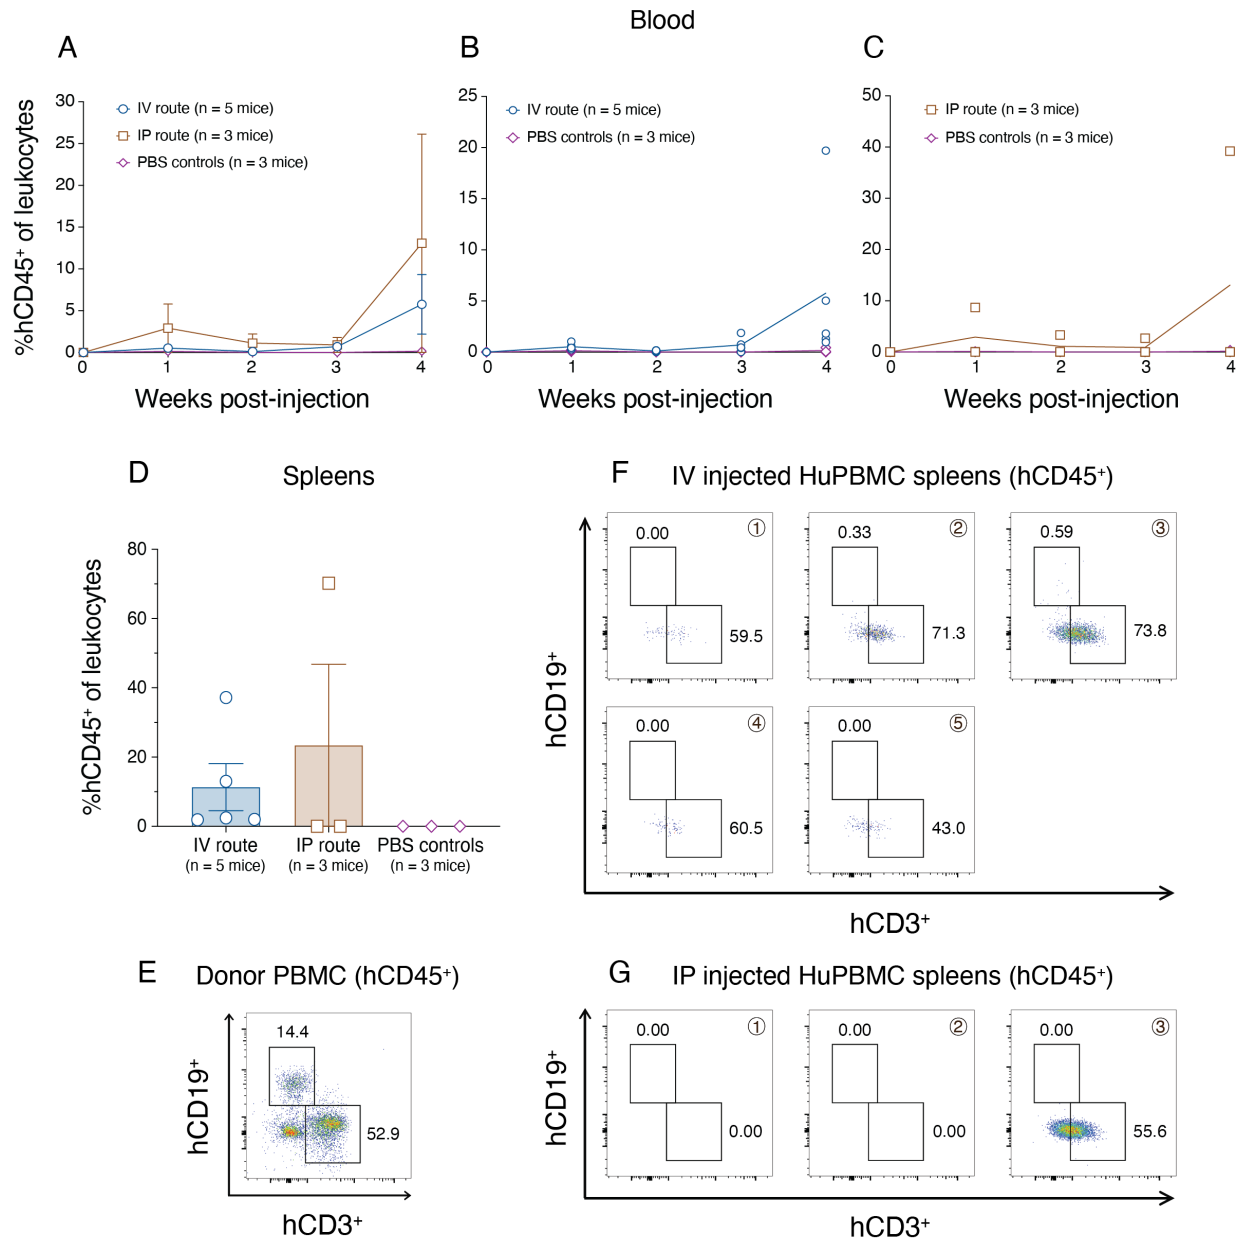 Blood
A
B
C
%hCD45⁺ of leukocytes
30
25
20
15
10
5
0
IV route (n = 5 mice)
IP route (n = 3 mice)
PBS controls (n = 3 mice)
0 1 2 3 4
Weeks post-injection
25
20
15
10
5
0
IV route (n = 5 mice)
PBS controls (n = 3 mice)
0 1 2 3 4
Weeks post-injection
50
40
30
20
10
0
IP route (n = 3 mice)
PBS controls (n = 3 mice)
0 1 2 3 4
Weeks post-injection
D
Spleens
%hCD45⁺ of leukocytes
80
60
40
20
0
IV route IP route PBS controls
(n = 5 mice) (n = 3 mice) (n = 3 mice)
F
IV injected HuPBMC spleens (hCD45⁺)
hCD19⁺
0.00 ①
59.5
0.33 ②
71.3
0.59 ③
73.8
0.00 ④
60.5
0.00 ⑤
43.0
hCD3⁺
E
Donor PBMC (hCD45⁺)
hCD19⁺
14.4
52.9
hCD3⁺
G
IP injected HuPBMC spleens (hCD45⁺)
hCD19⁺
0.00 ①
0.00
0.00 ②
0.00
0.00 ③
55.6
hCD3⁺